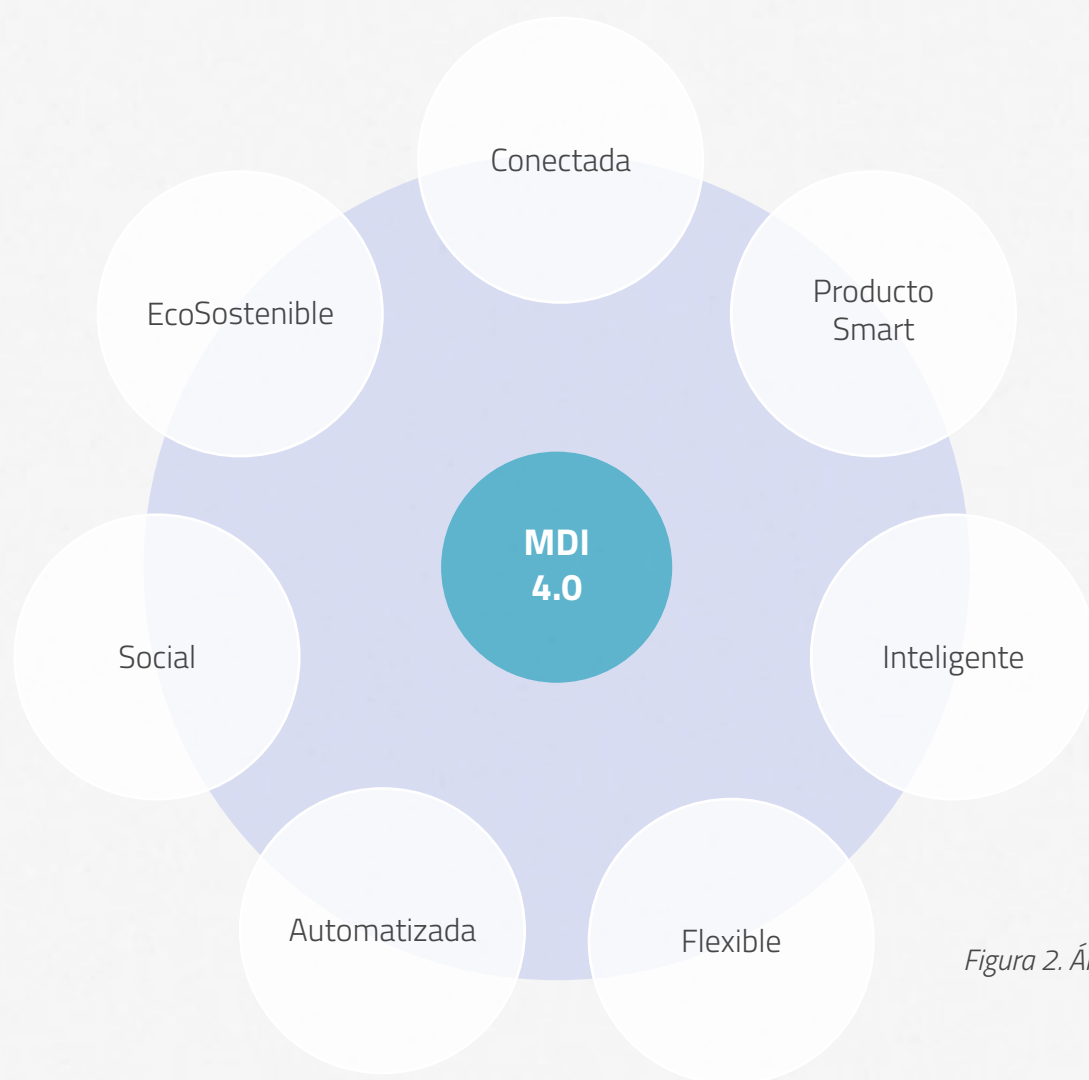 Conectada
Producto
Smart
EcoSostenible
MDI
4.0
Social
Inteligente
Automatizada
Flexible
Figura 2.